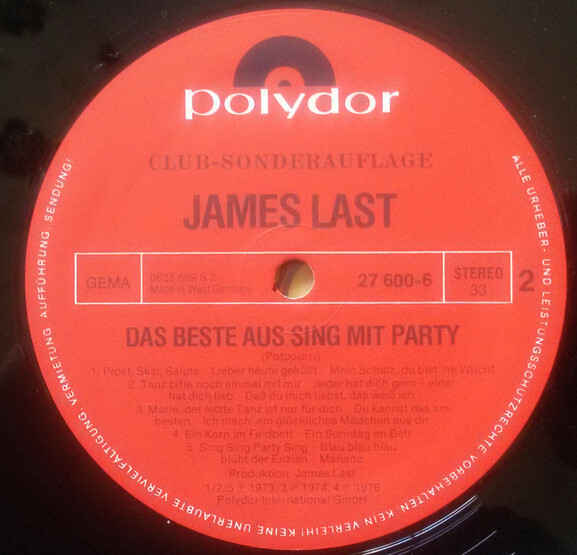 polydor
CLUB-SONDERAUFLAGE
JAMES LAST
GEMA
0625 669 S 2
Made in West Germany
27 600-6
STEREO
33
2
DAS BESTE AUS SING MIT PARTY
(Potpourri)
1. Prost, Skål, Salute · Lieber heute geküßt · Mein Schatz, du bist 'ne Wucht
2. Tanz bitte noch einmal mit mir · Jeder hat dich gern - einer
hat dich lieb · Daß du mich liebst, das weiß ich
3. Marie, der letzte Tanz ist nur für dich · Du kannst das am
besten · Ich mach' ein glückliches Mädchen aus dir
4. Ein Korn im Feldbett · Ein Sonntag im Bett
5. Sing Sing Party Sing · Blau blau blau
blüht der Enzian · Mañana
Produktion: James Last
1/2/5 ℗ 1973, 3 ℗ 1974, 4 ℗ 1976
Polydor International GmbH
ALLE URHEBER- UND LEISTUNGSSCHUTZRECHTE VORBEHALTEN. KEIN VERLEIH! KEINE UNERLAUBTE VERVIELFÄLTIGUNG, VERMIETUNG, AUFFÜHRUNG, SENDUNG!